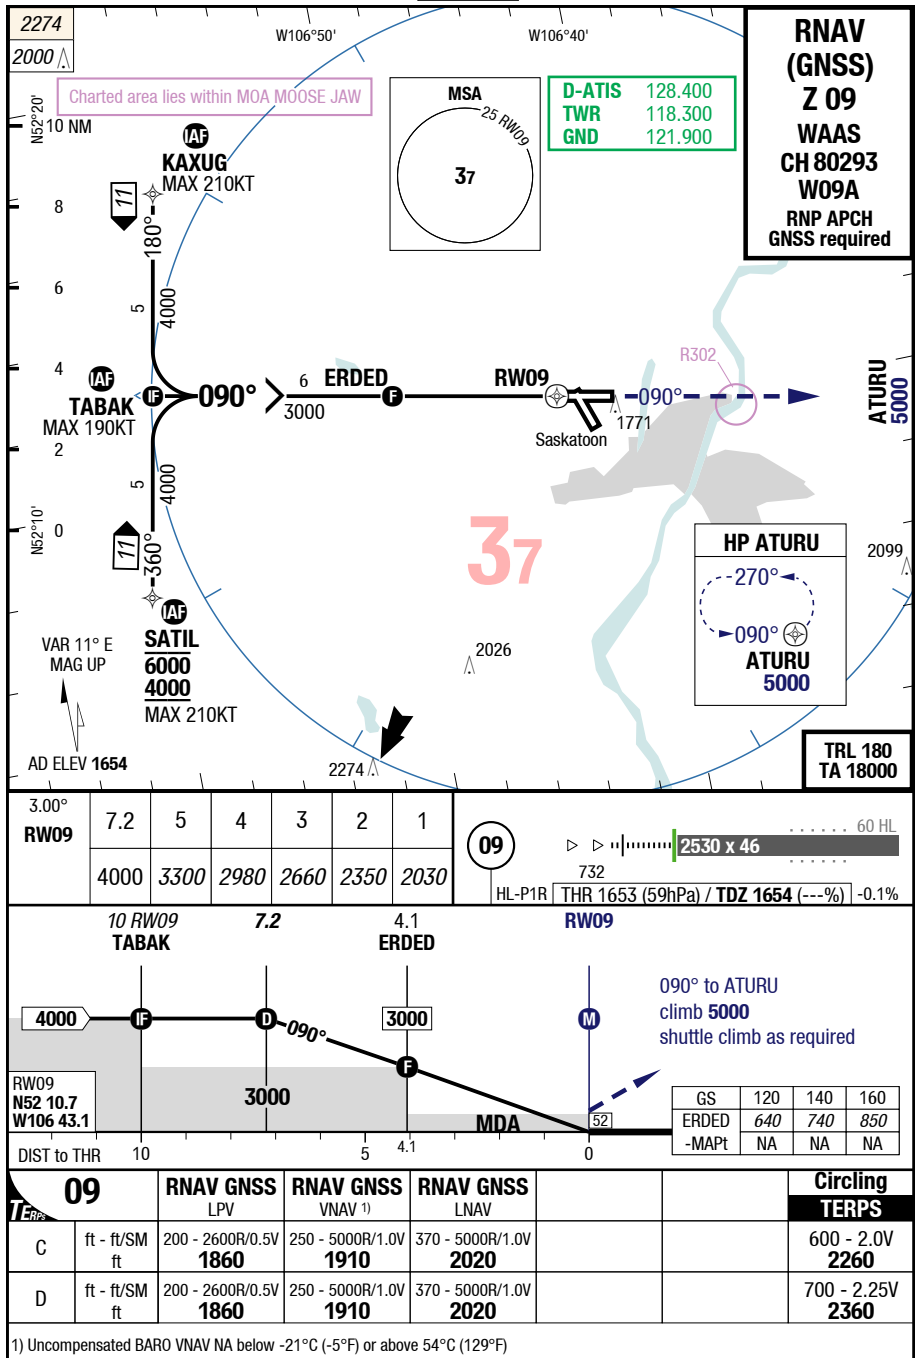 2274
2000
W106°50'
W106°40'
RNAV
(GNSS)
Z 09
WAAS
CH 80293
W09A
RNP APCH
GNSS required
Charted area lies within MOA MOOSE JAW
MSA
25 RW09
37
D-ATIS 128.400
TWR 118.300
GND 121.900
N52°20'
10 NM
8
6
4
2
0
N52°10'
IAF
KAXUG
MAX 210KT
11
180°
5
4000
IAF
TABAK
MAX 190KT
IF
090°
6
3000
ERDED
F
RW09
Saskatoon
1771
090°
R302
ATURU
5000
5
4000
11
360°
IAF
SATIL
6000
4000
MAX 210KT
37
2026
2099
2274
HP ATURU
270°
090°
ATURU
5000
VAR 11° E
MAG UP
AD ELEV 1654
TRL 180
TA 18000
3.00°
RW09
7.2 5 4 3 2 1
4000 3300 2980 2660 2350 2030
09
60 HL
2530 x 46
732
HL-P1R THR 1653 (59hPa) / TDZ 1654 (---%) -0.1%
10 RW09 7.2 4.1 RW09
TABAK ERDED
4000 IF D 3000 M
090°
F
3000
MDA
52
090° to ATURU
climb 5000
shuttle climb as required
RW09
N52 10.7
W106 43.1
DIST to THR 10 5 4.1 0
GS 120 140 160
ERDED 640 740 850
-MAPt NA NA NA
TERPS 09
RNAV GNSS RNAV GNSS RNAV GNSS Circling
LPV VNAV 1) LNAV TERPS
C ft - ft/SM 200 - 2600R/0.5V 250 - 5000R/1.0V 370 - 5000R/1.0V 600 - 2.0V
ft 1860 1910 2020 2260
D ft - ft/SM 200 - 2600R/0.5V 250 - 5000R/1.0V 370 - 5000R/1.0V 700 - 2.25V
ft 1860 1910 2020 2360
1) Uncompensated BARO VNAV NA below -21°C (-5°F) or above 54°C (129°F)